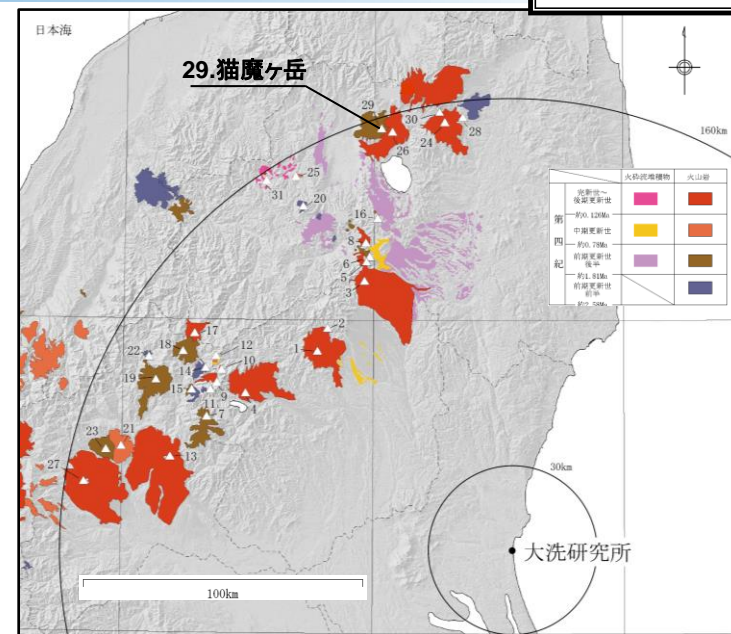 日本海
29.猫魔ヶ岳
29
30
24
28
26
160km
25
31
20
16
8
6
5
3
火砕流堆積物
火山岩
第四紀
完新世～
後期更新世
約0.126Ma
中期更新世
約0.78Ma
前期更新世
後半
約1.81Ma
前期更新世
前半
約2.58Ma
17
2
18
12
1
22
14
10
19
15
9
4
11
7
23
21
13
27
30km
大洗研究所
100km